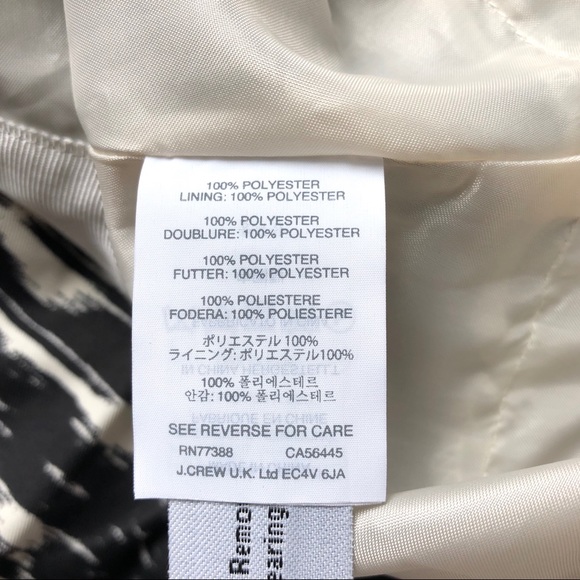 100% POLYESTER
LINING: 100% POLYESTER
100% POLYESTER
DOUBLURE: 100% POLYESTER
100% POLYESTER
FUTTER: 100% POLYESTER
100% POLIESTERE
FODERA: 100% POLIESTERE
ポリエステル 100%
ライニング: ポリエステル100%
100% 폴리에스테르
안감: 100% 폴리에스테르
SEE REVERSE FOR CARE
RN77388 CA56445
J.CREW U.K. Ltd EC4V 6JA
Remo
earing